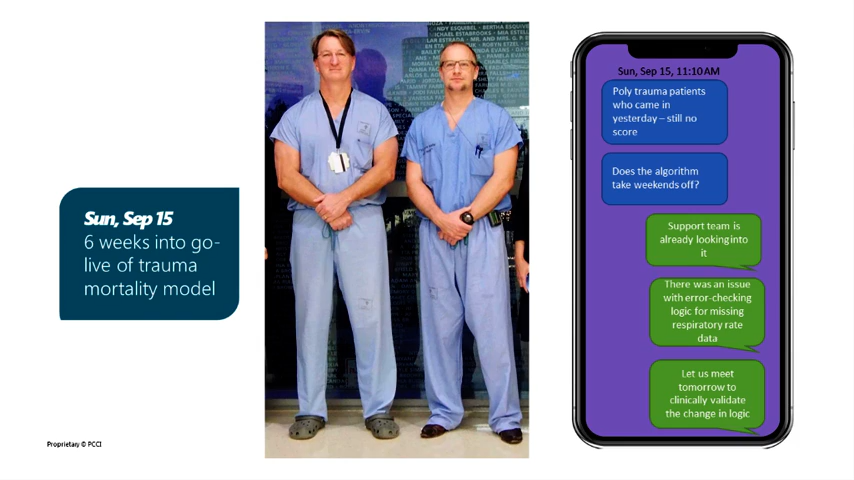 Sun, Sep 15
6 weeks into go-
live of trauma
mortality model
Sun, Sep 15, 11:10 AM
Poly trauma patients
who came in
yesterday – still no
score
Does the algorithm
take weekends off?
Support team is
already looking into
it
There was an issue
with error-checking
logic for missing
respiratory rate
data
Let us meet
tomorrow to
clinically validate
the change in logic
Proprietary © PCCI